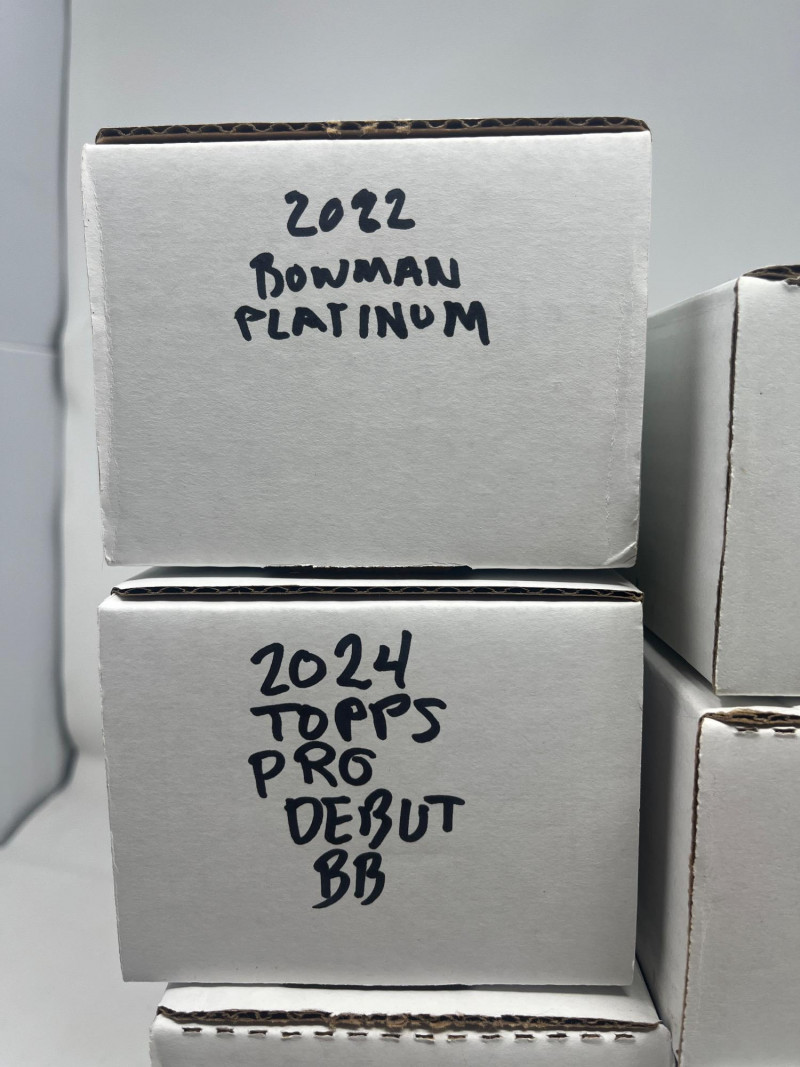 2022
BOWMAN
PLATINUM
2024
TOPPS
PRO
DEBUT
BB